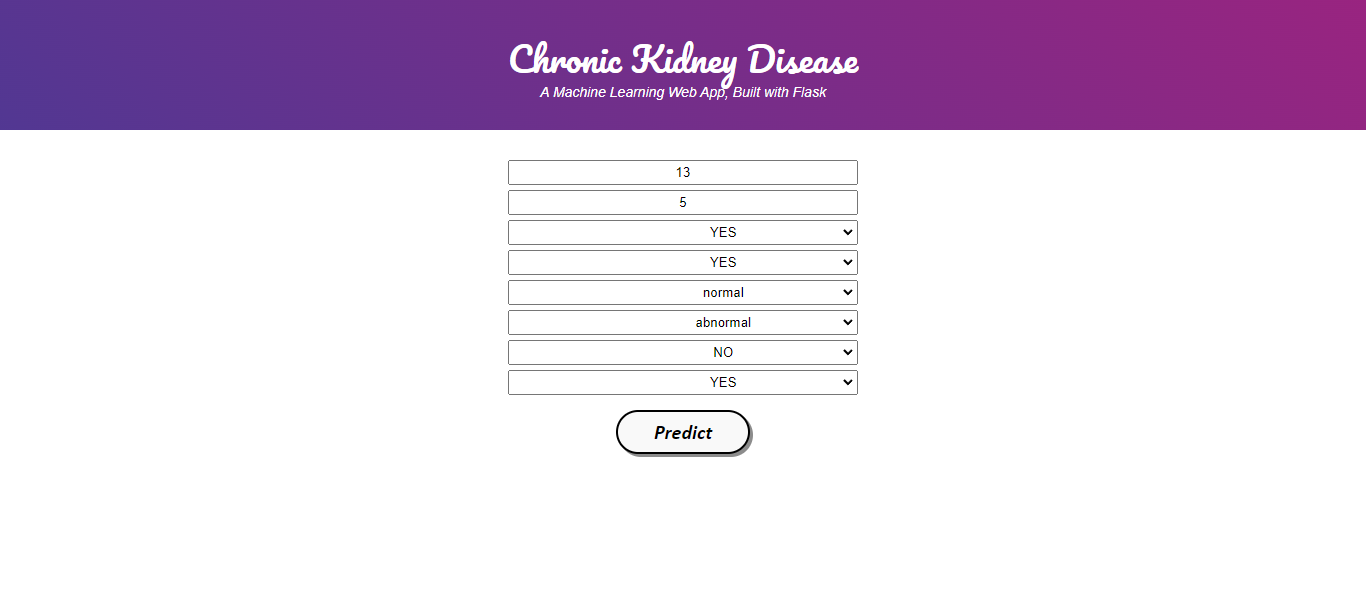 Chronic Kidney Disease
A Machine Learning Web App, Built with Flask
13
5
YES
YES
normal
abnormal
NO
YES
Predict